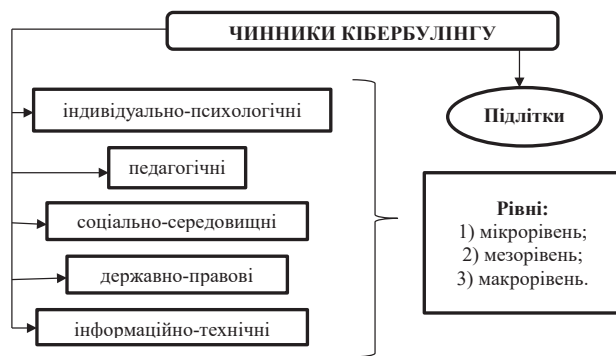 ЧИННИКИ КІБЕРБУЛІНГУ
індивідуально-психологічні
Підлітки
педагогічні
соціально-середовищні
державно-правові
інформаційно-технічні
Рівні:
1) мікрорівень;
2) мезорівень;
3) макрорівень.